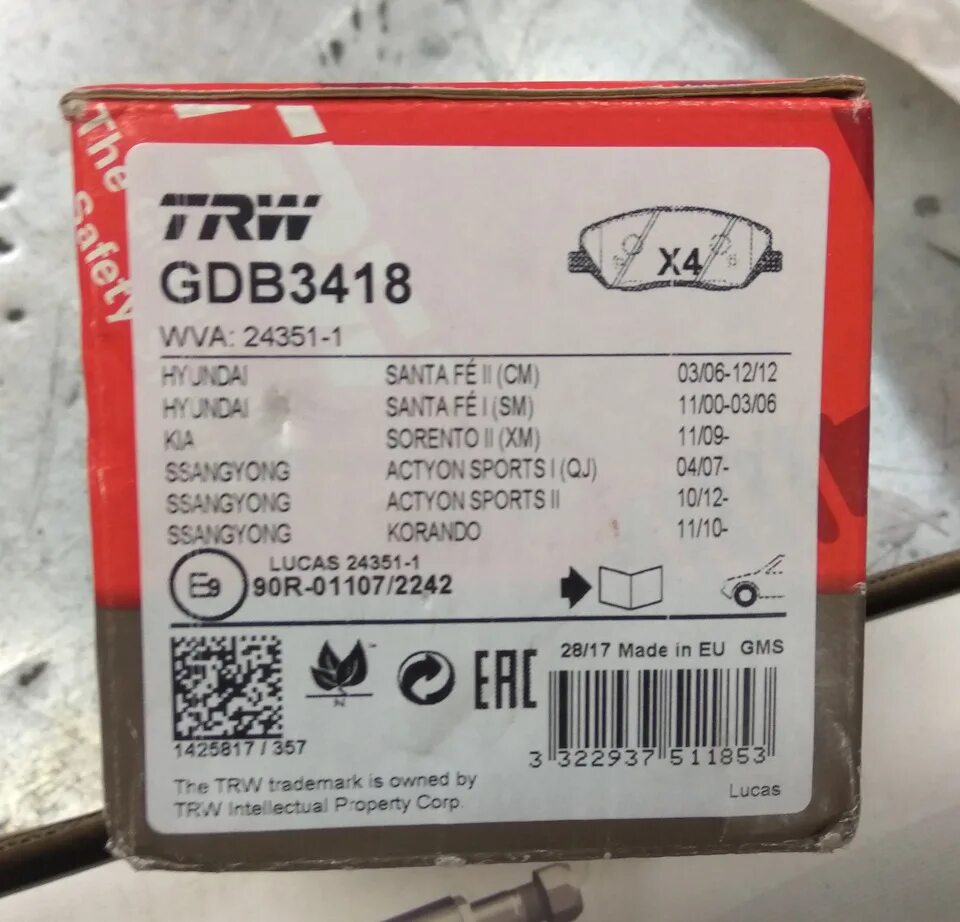 The
Safety
TRW
GDB3418
X4
WVA: 24351-1
HYUNDAI SANTA FÉ II (CM) 03/06-12/12
HYUNDAI SANTA FÉ I (SM) 11/00-03/06
KIA SORENTO II (XM) 11/09-
SSANGYONG ACTYON SPORTS I (QJ) 04/07-
SSANGYONG ACTYON SPORTS II 10/12-
SSANGYONG KORANDO 11/10-
LUCAS 24351-1
E9 90R-01107/2242
28/17 Made in EU GMS
N
EAC
1425817 / 357
3 322937 511853
The TRW trademark is owned by
TRW Intellectual Property Corp.
Lucas